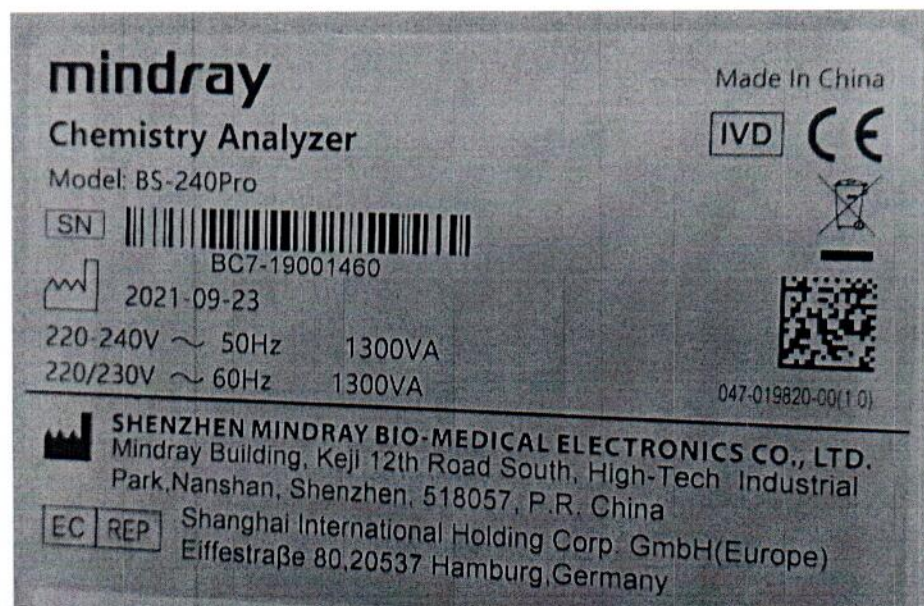 mindray
Made In China
Chemistry Analyzer
IVD CE
Model: BS-240Pro
SN
BC7-19001460
2021-09-23
220-240V ~ 50Hz 1300VA
220/230V ~ 60Hz 1300VA
047-019820-00(1.0)
SHENZHEN MINDRAY BIO-MEDICAL ELECTRONICS CO., LTD.
Mindray Building, Keji 12th Road South, High-Tech Industrial
Park,Nanshan, Shenzhen, 518057, P.R. China
EC REP
Shanghai International Holding Corp. GmbH(Europe)
Eiffestraße 80,20537 Hamburg,Germany